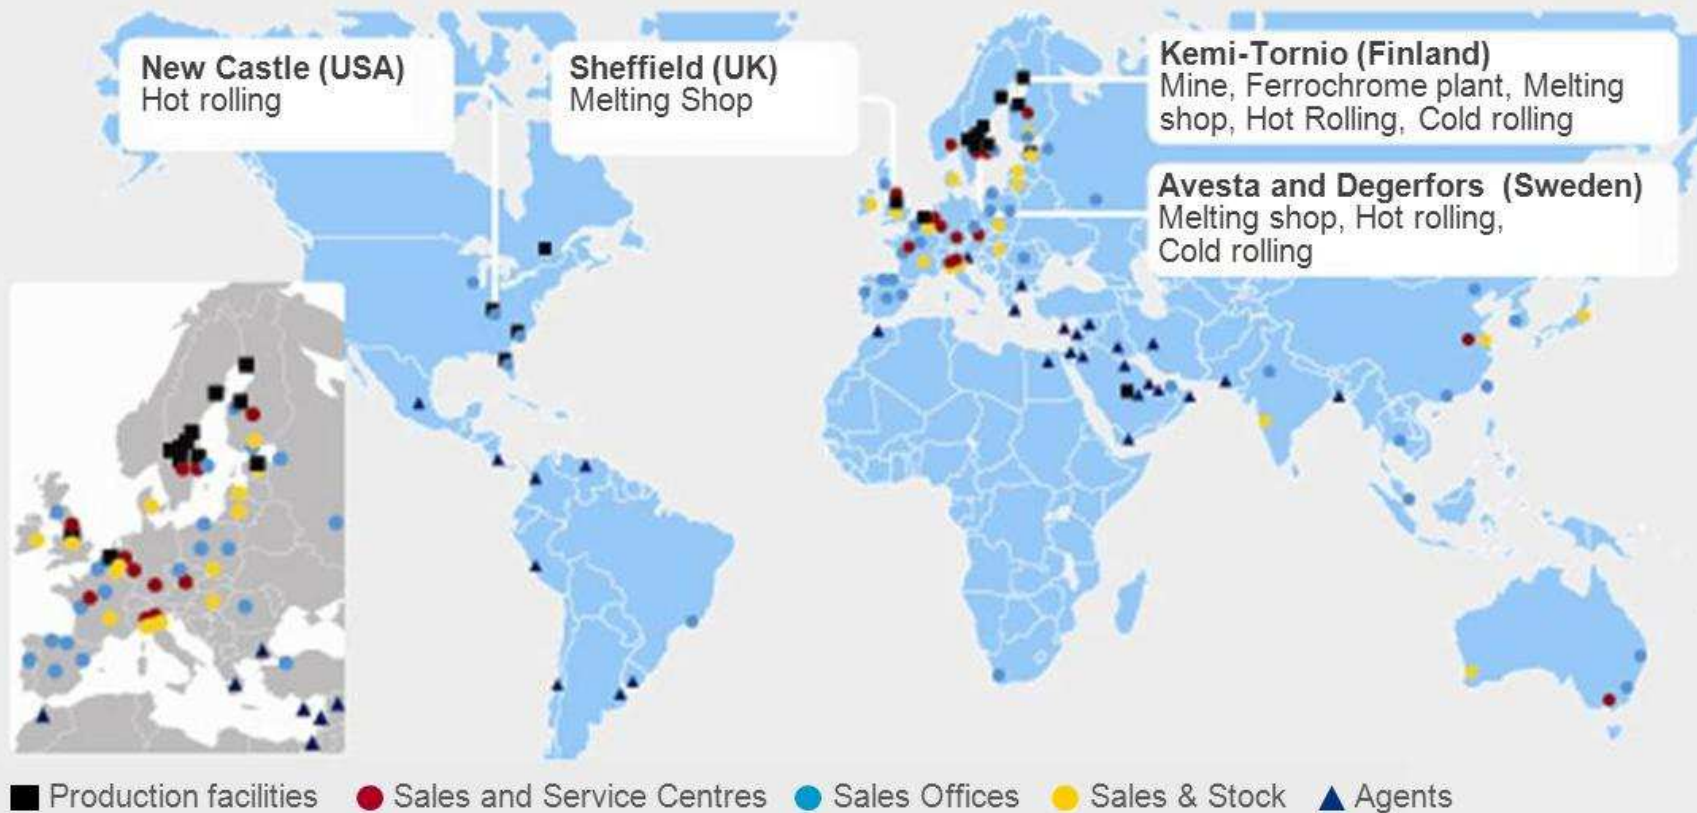 New Castle (USA)
Hot rolling
Sheffield (UK)
Melting Shop
Kemi-Tornio (Finland)
Mine, Ferrochrome plant, Melting
shop, Hot Rolling, Cold rolling
Avesta and Degerfors (Sweden)
Melting shop, Hot rolling,
Cold rolling
Production facilities
Sales and Service Centres
Sales Offices
Sales & Stock
Agents